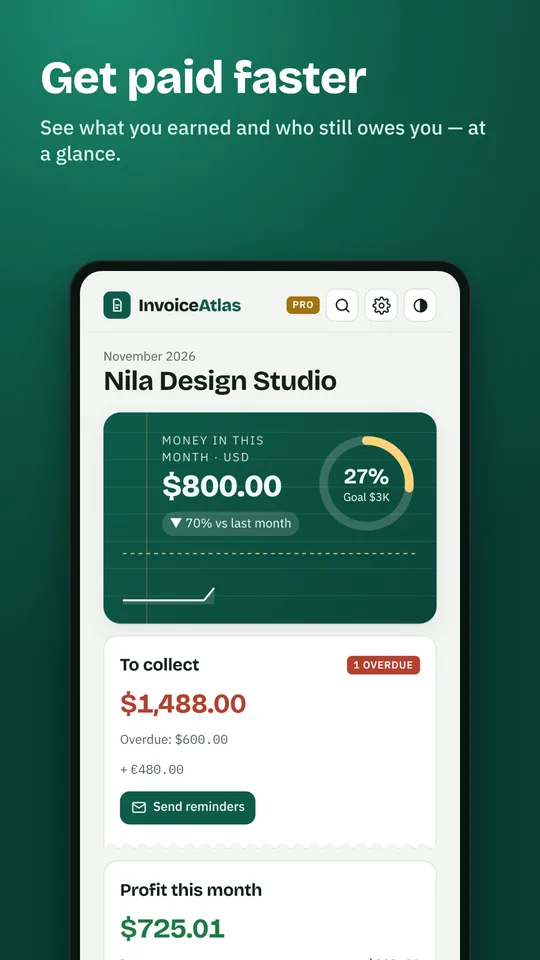 Get paid faster
See what you earned and who still owes you — at
a glance.
InvoiceAtlas
PRO
November 2026
Nila Design Studio
MONEY IN THIS
MONTH · USD
$800.00
▼ 70% vs last month
27%
Goal $3K
To collect
1 OVERDUE
$1,488.00
Overdue: $600.00
+ €480.00
Send reminders
Profit this month
$725.01